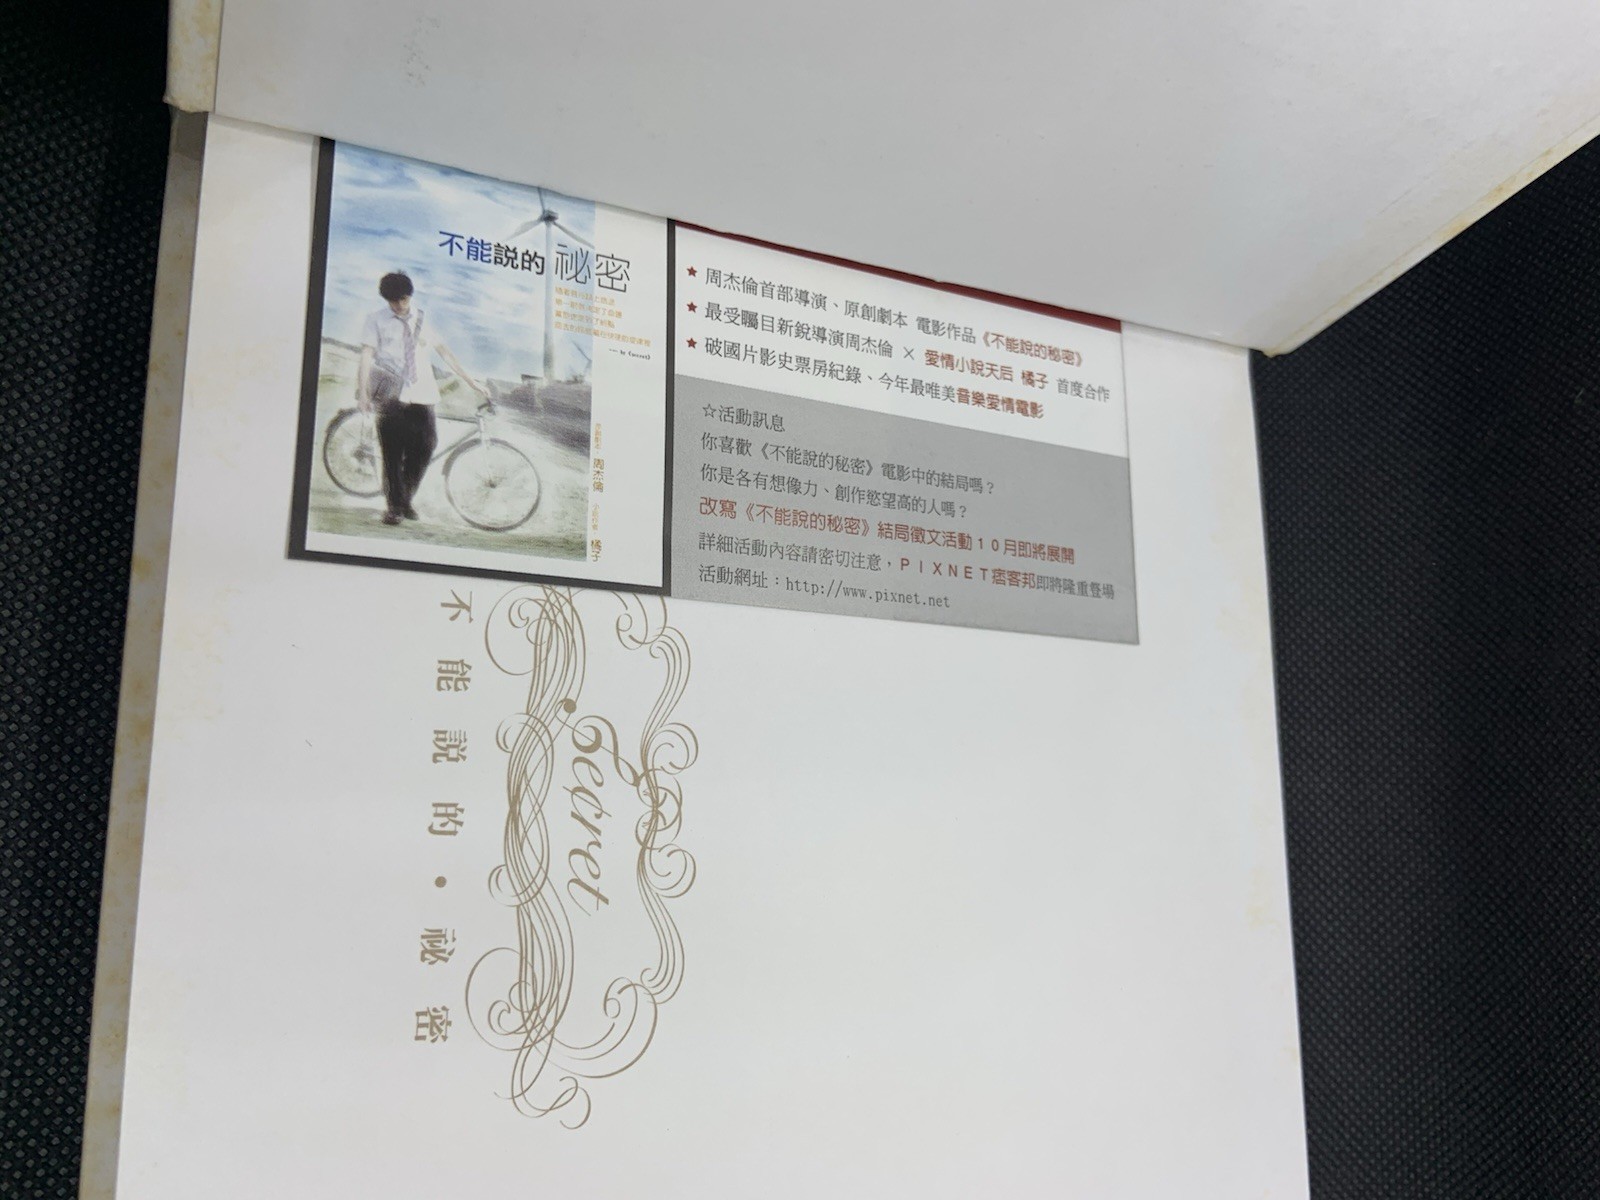 不能説的祕密
周杰倫
橘子
★ 周杰倫首部導演、原創劇本 電影作品《不能說的秘密》
★ 最受矚目新銳導演周杰倫 × 愛情小說天后 橘子 首度合作
★ 破國片影史票房紀錄、今年最唯美音樂愛情電影
☆活動訊息
你喜歡《不能說的秘密》電影中的結局嗎？
你是各有想像力、創作慾望高的人嗎？
改寫《不能說的秘密》結局徵文活動10月即將展開
詳細活動內容請密切注意，PIXNET痞客邦即將隆重登場
活動網址：http://www.pixnet.net
Secret
不能説的・祕密